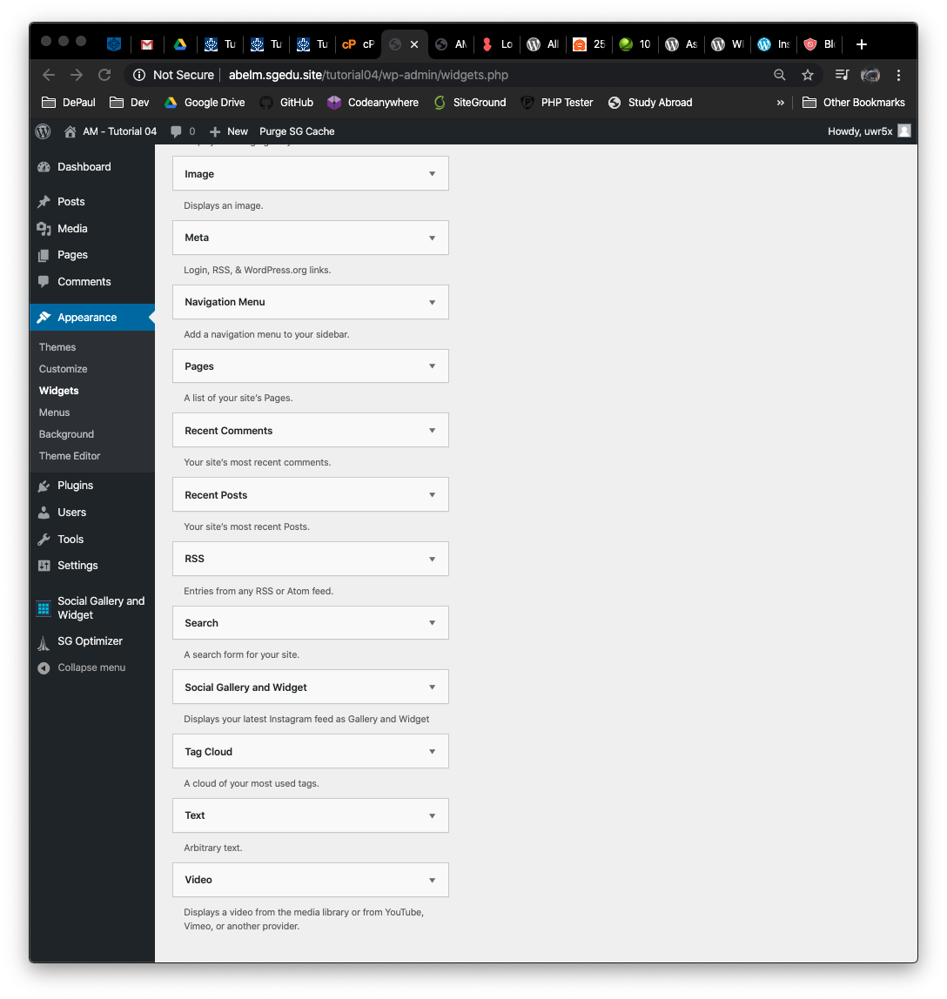 Tu
Tu
Tu
cP cP
AM
Lo
All
25
10
As
Ins
Not Secure abelm.sgedu.site/tutorial04/wp-admin/widgets.php
DePaul Dev Google Drive GitHub Codeanywhere SiteGround PHP Tester Study Abroad » Other Bookmarks
AM - Tutorial 04 0 New Purge SG Cache Howdy, uwr5x
Dashboard
Posts
Media
Pages
Comments
Appearance
Themes
Customize
Widgets
Menus
Background
Theme Editor
Plugins
Users
Tools
Settings
Social Gallery and
Widget
SG Optimizer
Collapse menu
Image
Displays an image.
Meta
Login, RSS, & WordPress.org links.
Navigation Menu
Add a navigation menu to your sidebar.
Pages
A list of your site's Pages.
Recent Comments
Your site's most recent comments.
Recent Posts
Your site's most recent Posts.
RSS
Entries from any RSS or Atom feed.
Search
A search form for your site.
Social Gallery and Widget
Displays your latest Instagram feed as Gallery and Widget
Tag Cloud
A cloud of your most used tags.
Text
Arbitrary text.
Video
Displays a video from the media library or from YouTube,
Vimeo, or another provider.